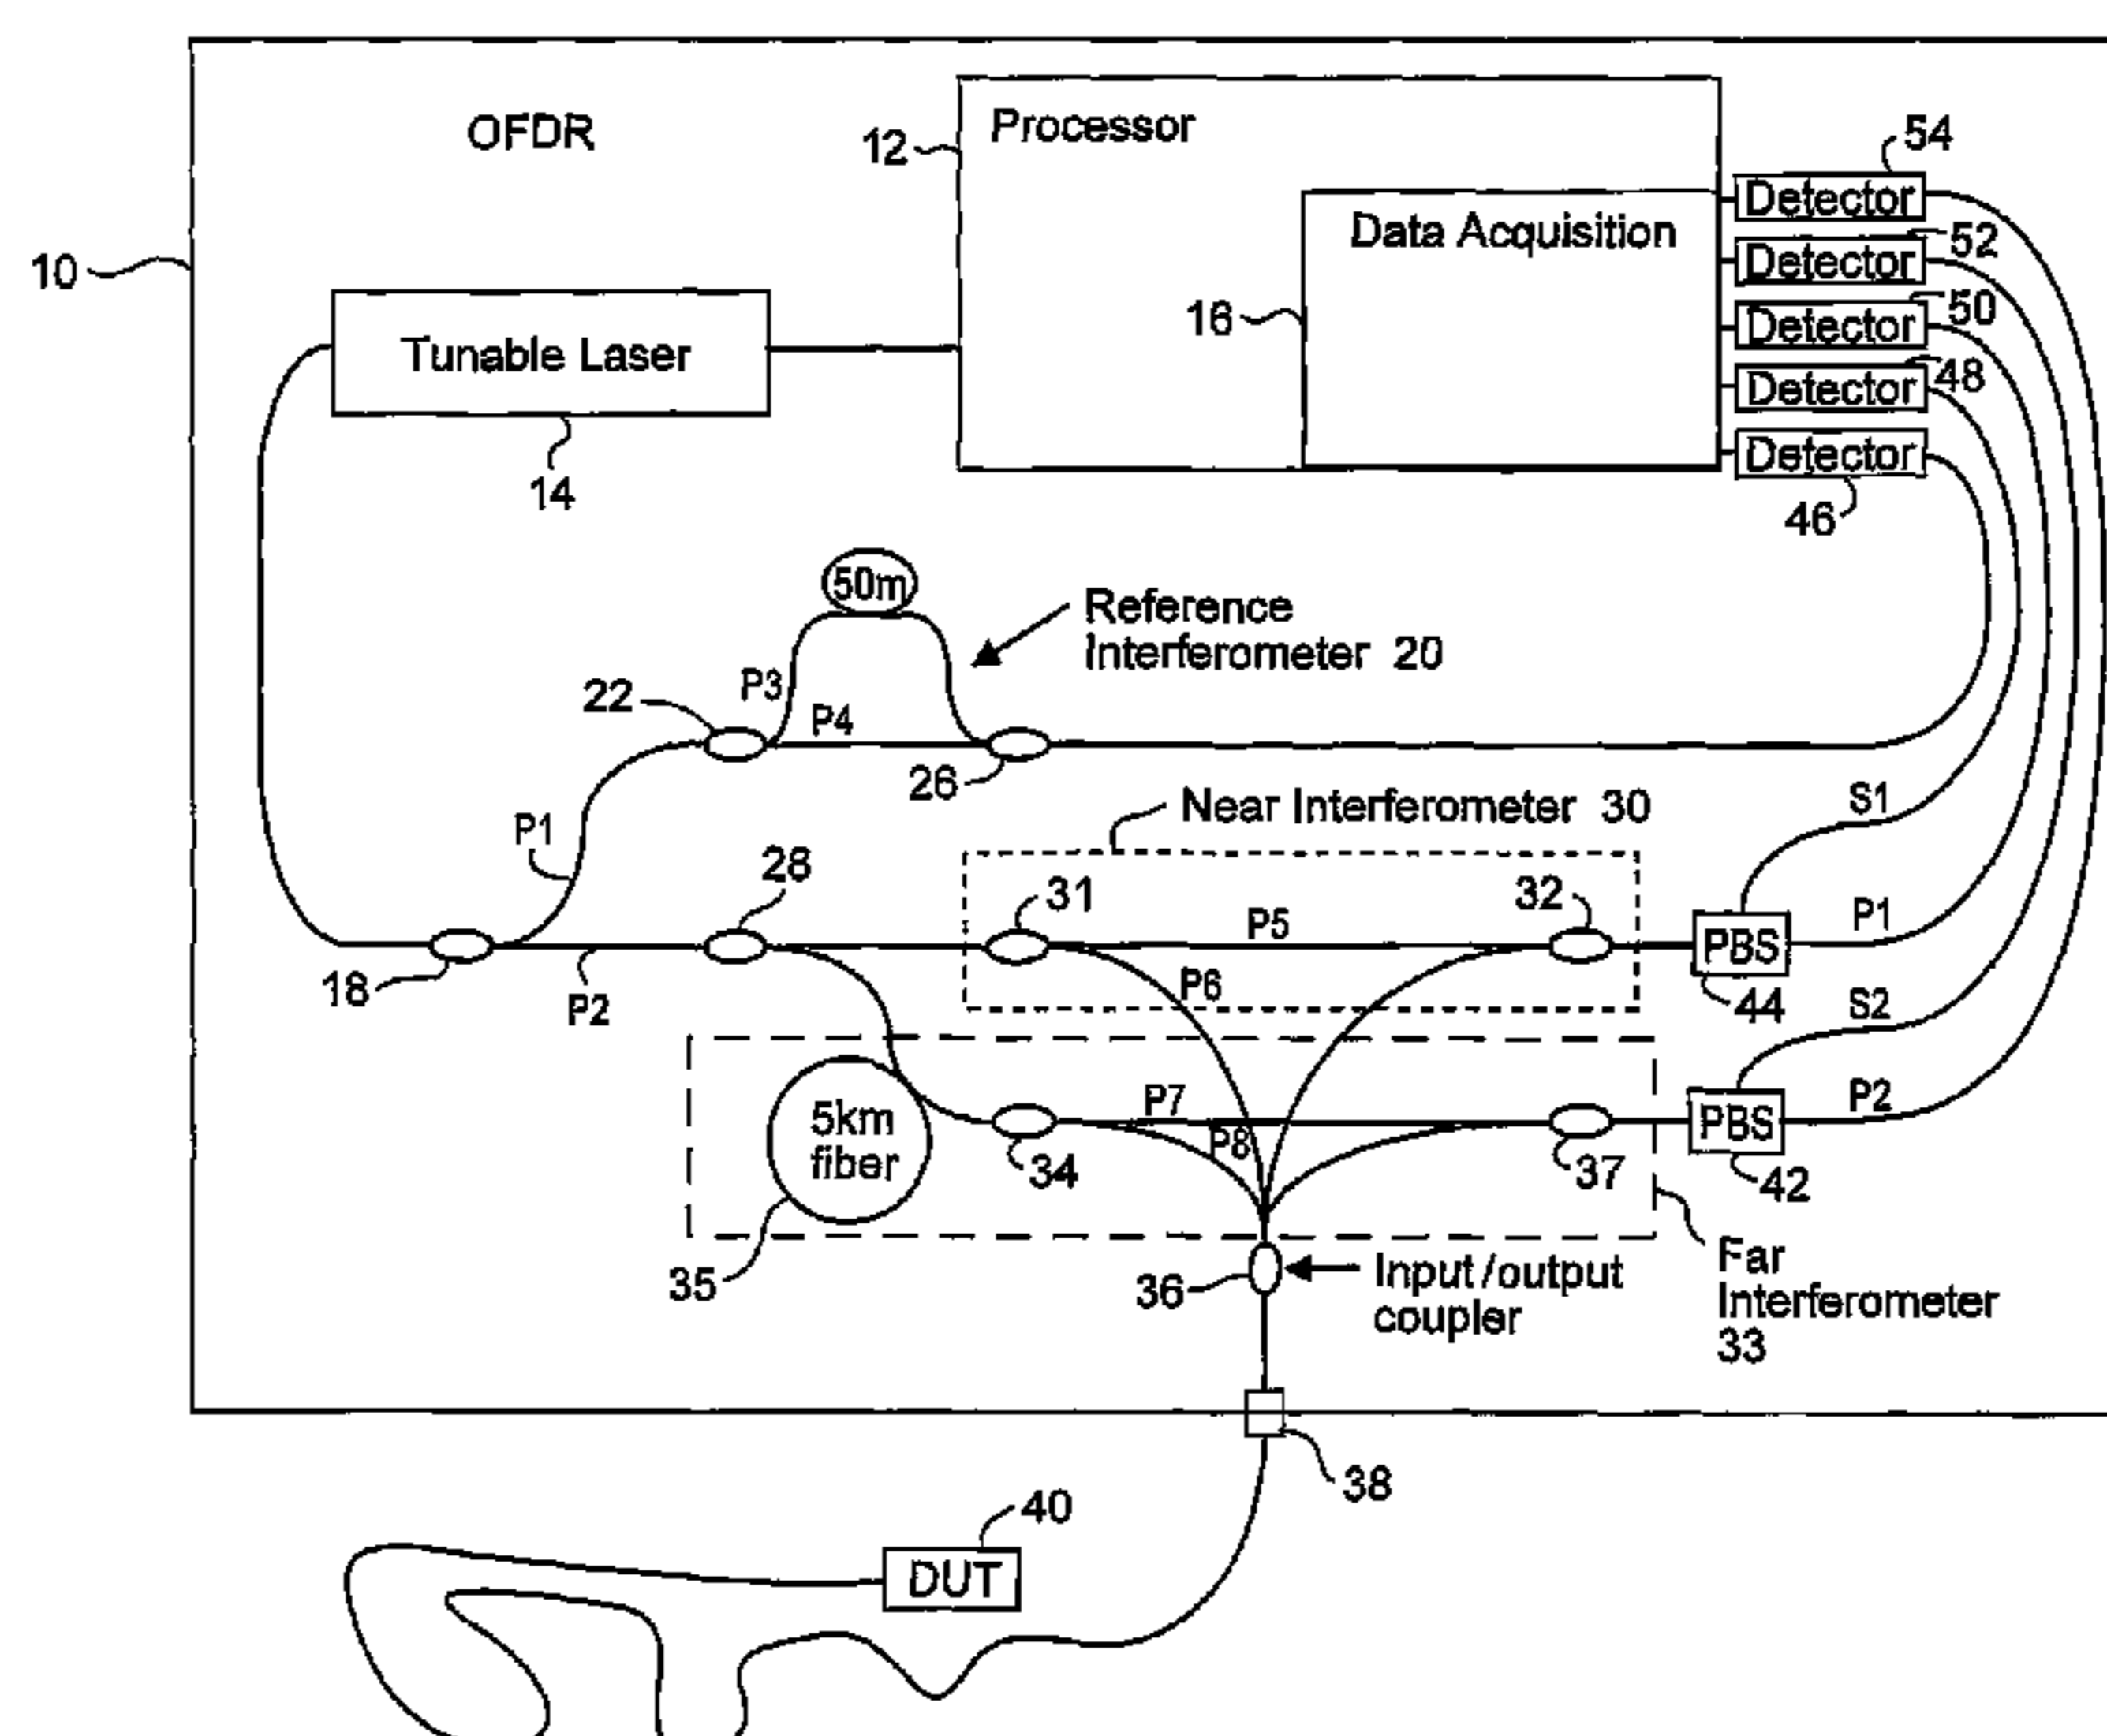 OFDR
12
Processor
54
Detector
Data Acquisition
52
Detector
10
50
Detector
16
Tunable Laser
48
Detector
Detector
14
46
50m
Reference
Interferometer 20
P3
22
P4
26
Near Interferometer 30
S1
P1
28
31
32
P5
P1
PBS
18
P2
P6
44
S2
5km
fiber
P7
P8
P2
PBS
34
37
42
35
36
Input/output
coupler
Far
Interferometer
33
38
40
DUT